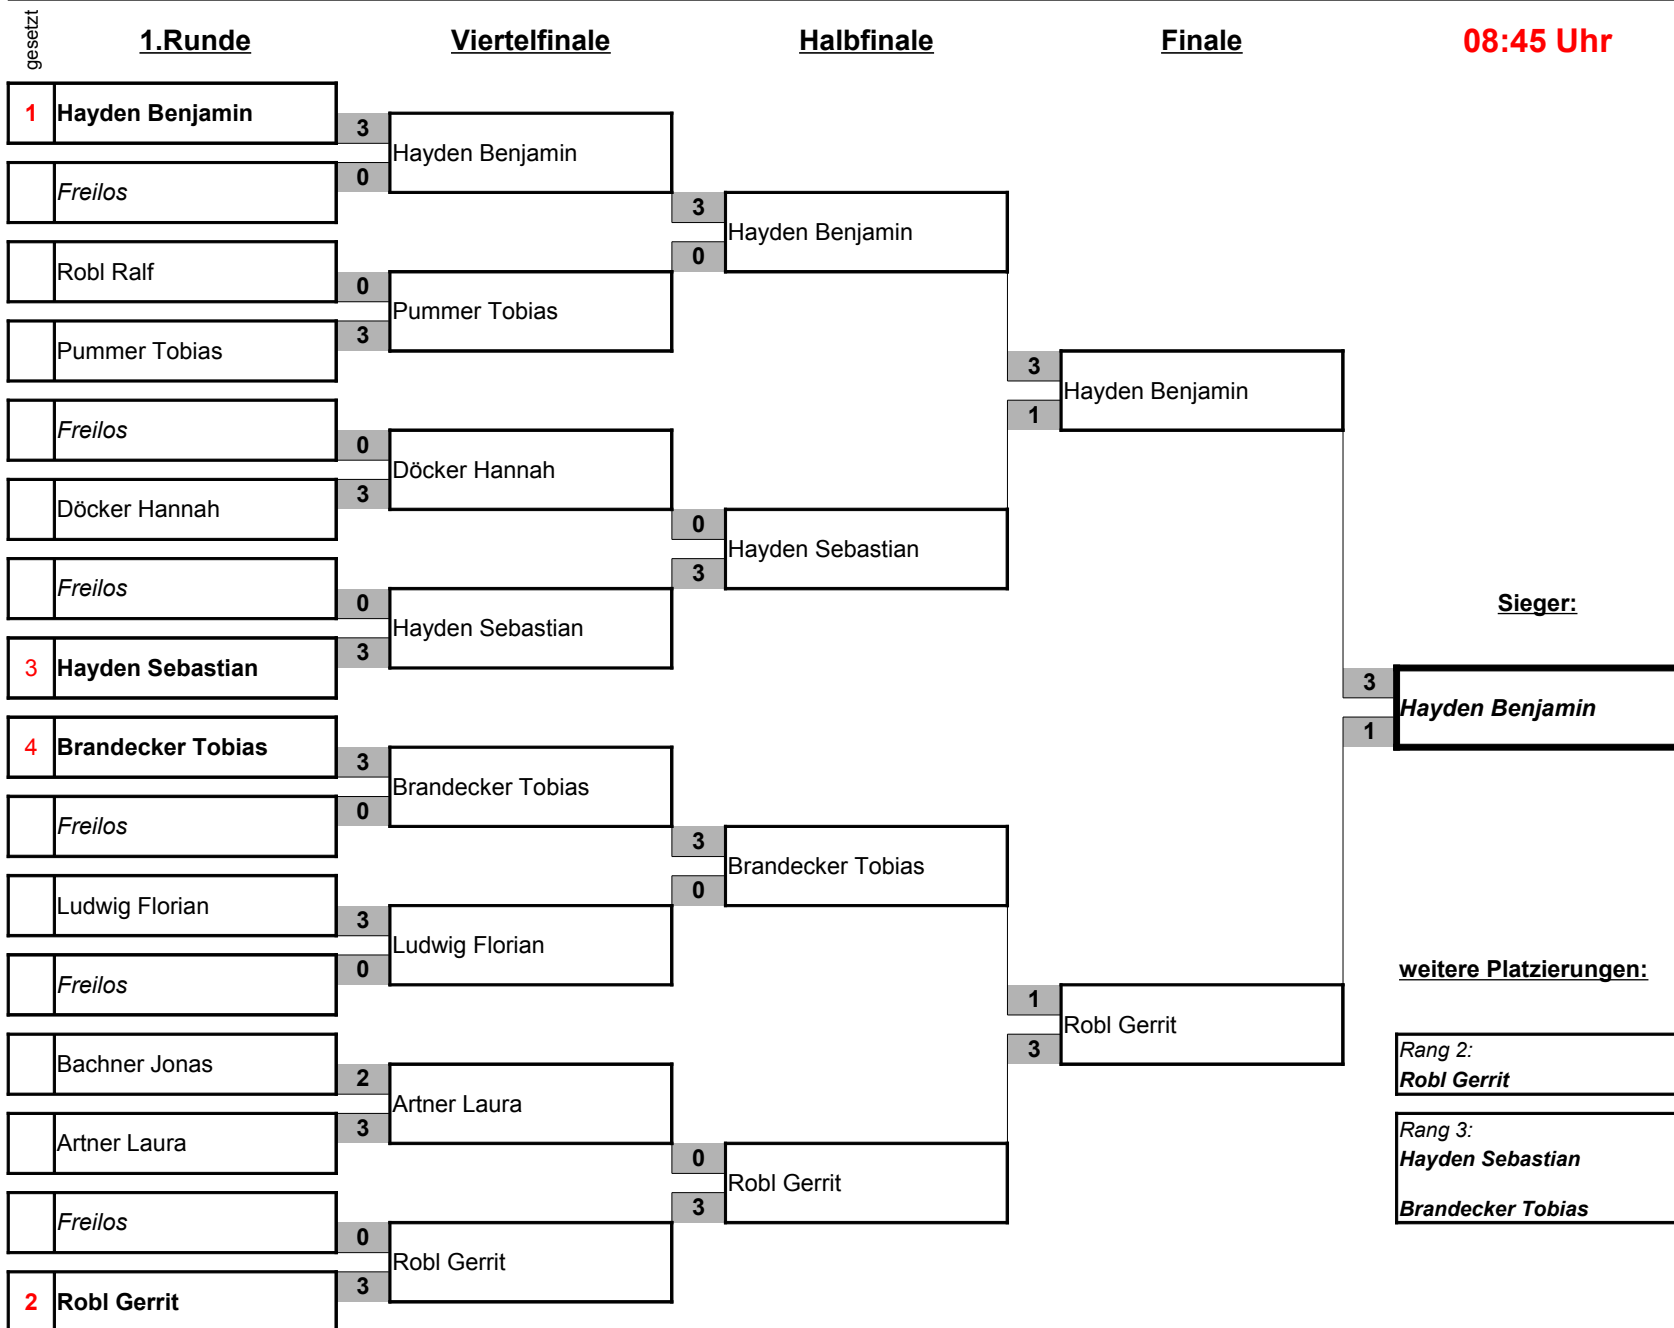 gesetzt
1.Runde
Viertelfinale
Halbfinale
Finale
08:45 Uhr
1 Hayden Benjamin
Freilos
Robl Ralf
Pummer Tobias
Freilos
Döcker Hannah
Freilos
3 Hayden Sebastian
4 Brandecker Tobias
Freilos
Ludwig Florian
Freilos
Bachner Jonas
Artner Laura
Freilos
2 Robl Gerrit
3
0
Hayden Benjamin
0
3
Pummer Tobias
0
3
Döcker Hannah
0
3
Hayden Sebastian
3
0
Brandecker Tobias
3
0
Ludwig Florian
2
3
Artner Laura
0
3
Robl Gerrit
3
0
Hayden Benjamin
0
3
Hayden Sebastian
3
0
Brandecker Tobias
0
3
Robl Gerrit
3
1
Hayden Benjamin
1
3
Robl Gerrit
Sieger:
3
1
Hayden Benjamin
weitere Platzierungen:
Rang 2:
Robl Gerrit
Rang 3:
Hayden Sebastian
Brandecker Tobias